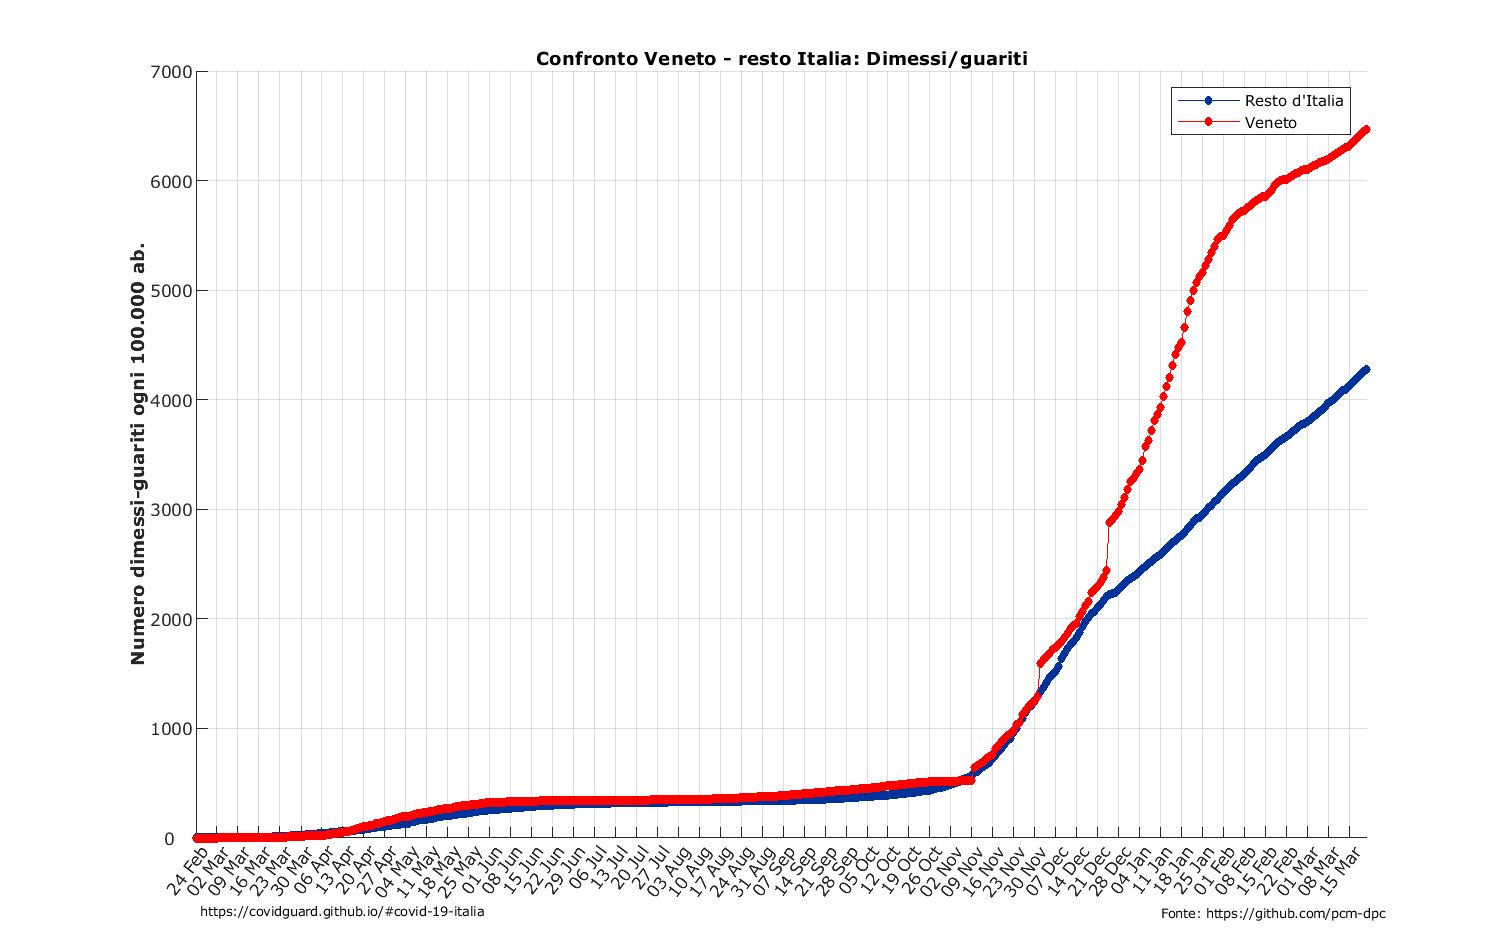 Confronto Veneto - resto Italia: Dimessi/guariti
7000
6000
5000
4000
3000
2000
1000
0
Numero dimessi-guariti ogni 100.000 ab.
Resto d'Italia
Veneto
24 Feb
02 Mar
09 Mar
16 Mar
23 Mar
30 Mar
06 Apr
13 Apr
20 Apr
27 Apr
04 May
11 May
18 May
25 May
01 Jun
08 Jun
15 Jun
22 Jun
29 Jun
06 Jul
13 Jul
20 Jul
27 Jul
03 Aug
10 Aug
17 Aug
24 Aug
31 Aug
07 Sep
14 Sep
21 Sep
28 Sep
05 Oct
12 Oct
19 Oct
26 Oct
02 Nov
09 Nov
16 Nov
23 Nov
30 Nov
07 Dec
14 Dec
21 Dec
28 Dec
04 Jan
11 Jan
18 Jan
25 Jan
01 Feb
08 Feb
15 Feb
22 Feb
01 Mar
08 Mar
15 Mar
https://covidguard.github.io/#covid-19-italia
Fonte: https://github.com/pcm-dpc